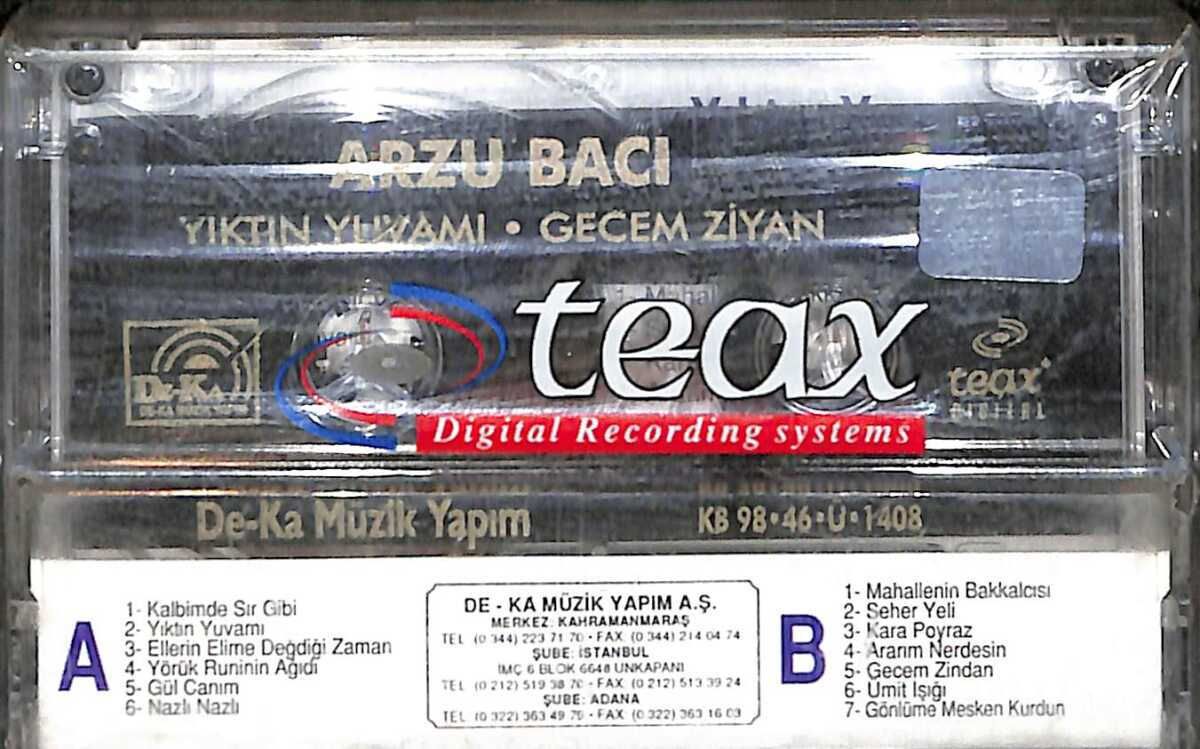 ARZU BACI
YIKTIN YUVAMI • GECEM ZİYAN
teax
Digital Recording systems
De-Ka
DE-KA MÜZİK YAPIM
teax
DIGITAL
De-Ka Müzik Yapım
KB 98•46•U•1408
A
1- Kalbimde Sır Gibi
2- Yıktın Yuvamı
3- Ellerin Elime Değdiği Zaman
4- Yörük Runinin Ağıdı
5- Gül Canım
6- Nazlı Nazlı
DE - KA MÜZİK YAPIM A.Ş.
MERKEZ: KAHRAMANMARAŞ
TEL (0 344) 223 71 70 - FAX: (0 344) 214 04 74
ŞUBE: İSTANBUL
İMÇ 6 BLOK 6648 UNKAPANI
TEL (0 212) 519 38 70 - FAX (0 212) 513 39 24
ŞUBE: ADANA
TEL (0 322) 363 49 75 - FAX (0 322) 363 16 03
B
1- Mahallenin Bakkalcısı
2- Seher Yeli
3- Kara Poyraz
4- Ararım Nerdesin
5- Gecem Zindan
6- Ümit Işığı
7- Gönlüme Mesken Kurdun